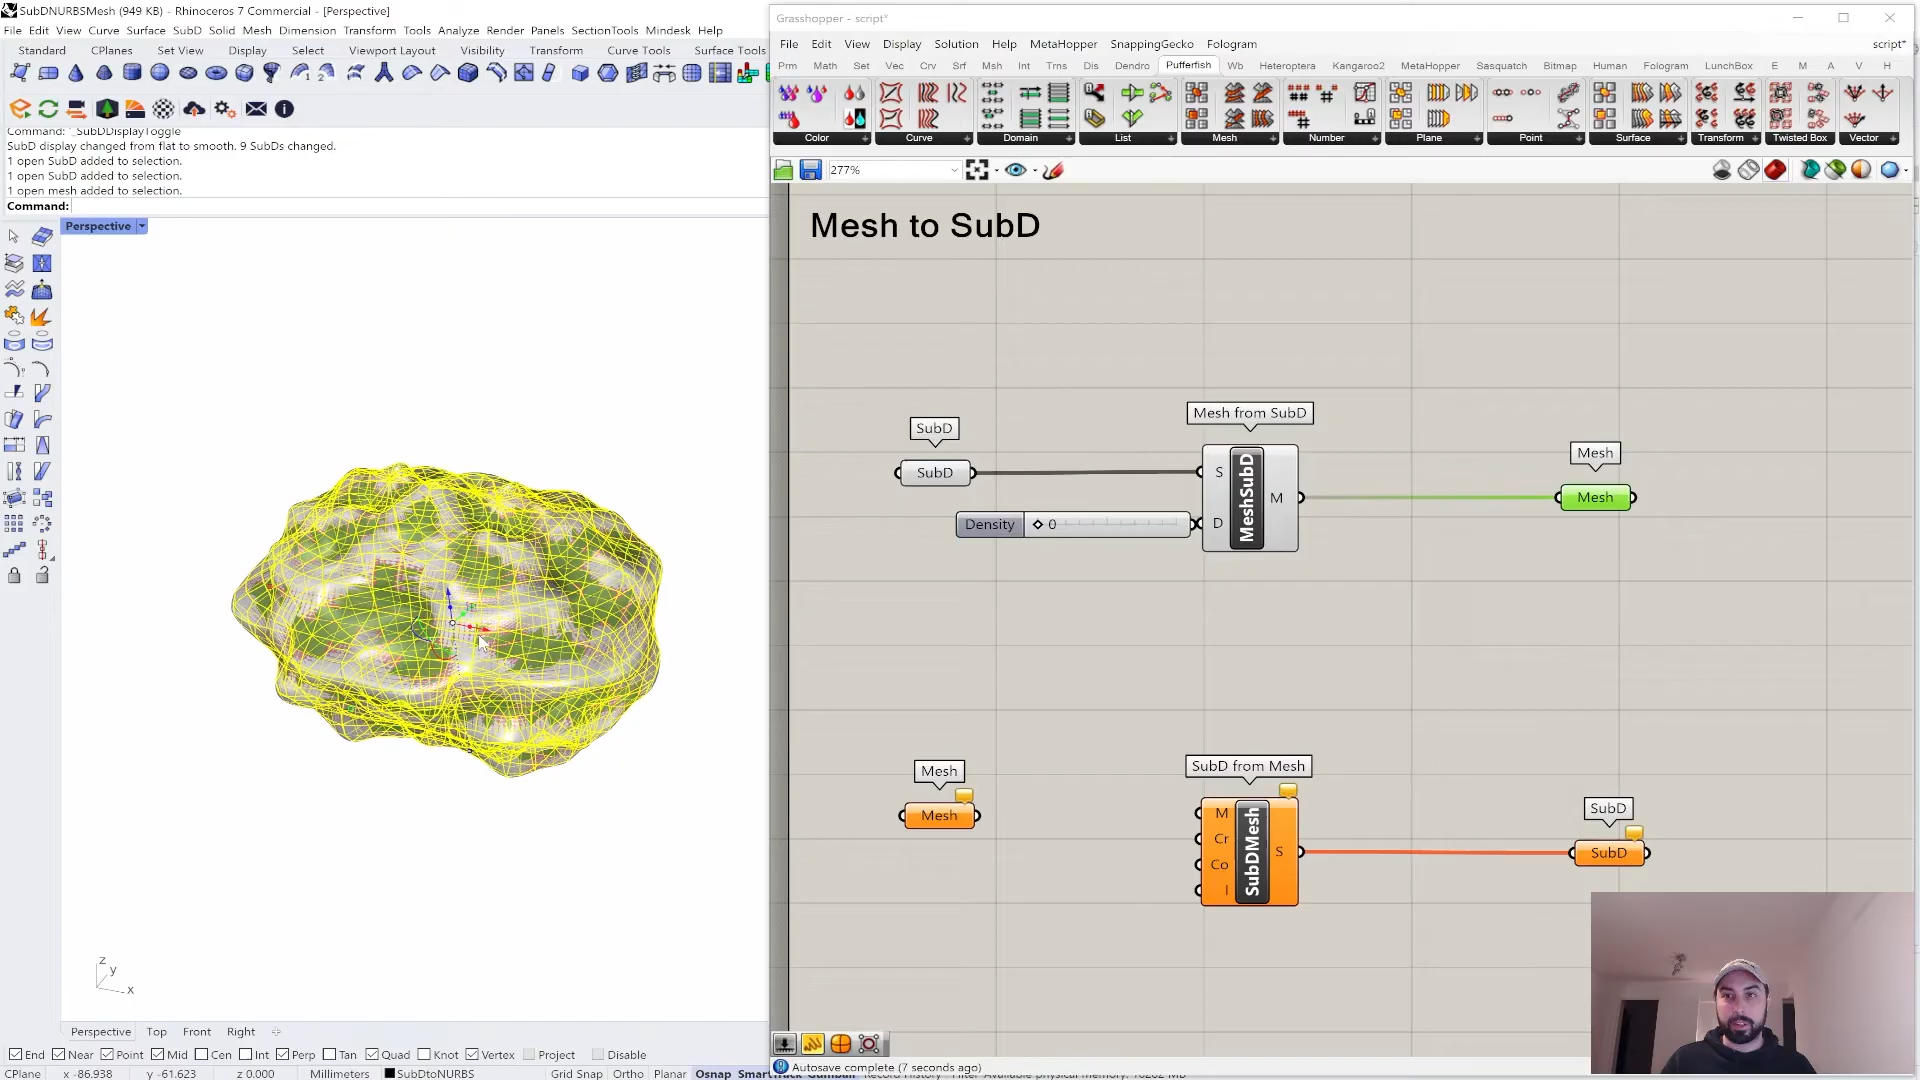 SubDNURBSMesh (949 KB) - Rhinoceros 7 Commercial - [Perspective]
File Edit View Curve Surface SubD Solid Mesh Dimension Transform Tools Analyze Render Panels SectionTools Mindesk Help
Standard CPlanes Set View Display Select Viewport Layout Visibility Transform Curve Tools Surface Tools
Command: _SubDDisplayToggle
SubD display changed from flat to smooth. 9 SubDs changed.
1 open SubD added to selection.
1 open SubD added to selection.
1 open mesh added to selection.
Command:
Perspective
z
y
x
Perspective Top Front Right
End Near Point Mid Cen Int Perp Tan Quad Knot Vertex Project Disable
CPlane x -86.938 y -61.623 z 0.000 Millimeters SubDtoNURBS Grid Snap Ortho Planar Osnap SmartTrack Gumball
Grasshopper - script*
File Edit View Display Solution Help MetaHopper SnappingGecko Fologram script*
Prm Math Set Vec Crv Srf Msh Int Trns Dis Dendro Pufferfish Wb Heteroptera Kangaroo2 MetaHopper Sasquatch Bitmap Human Fologram LunchBox E M A V H
Color Curve Domain List Mesh Number Plane Point Surface Transform Twisted Box Vector
277%
Mesh to SubD
SubD
SubD
Density 0
Mesh from SubD
S
D
MeshSubD
M
Mesh
Mesh
Mesh
Mesh
SubD from Mesh
M
Cr
Co
I
SubDMesh
S
SubD
SubD
Autosave complete (7 seconds ago)